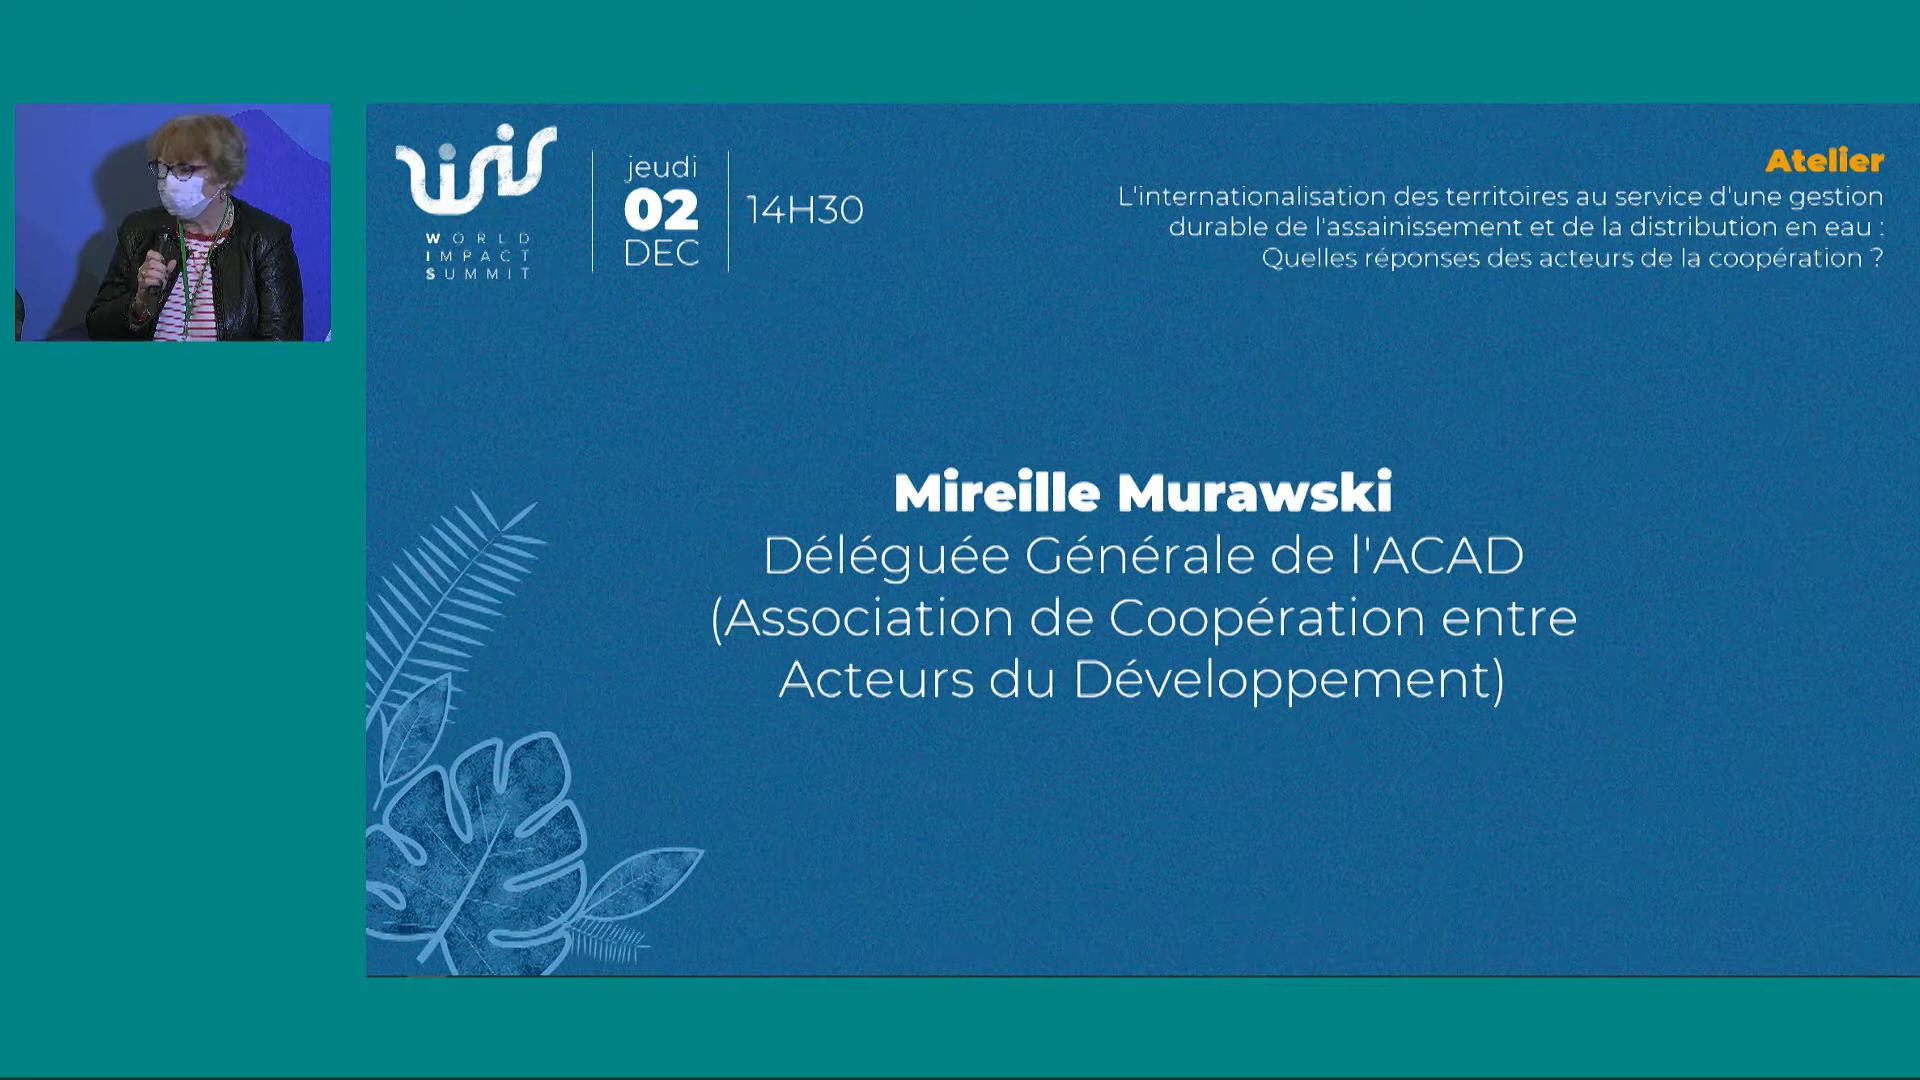 WIS
WORLD
IMPACT
SUMMIT
jeudi
02
DEC
14H30
Atelier
L'internationalisation des territoires au service d'une gestion
durable de l'assainissement et de la distribution en eau :
Quelles réponses des acteurs de la coopération ?
Mireille Murawski
Déléguée Générale de l'ACAD
(Association de Coopération entre
Acteurs du Développement)